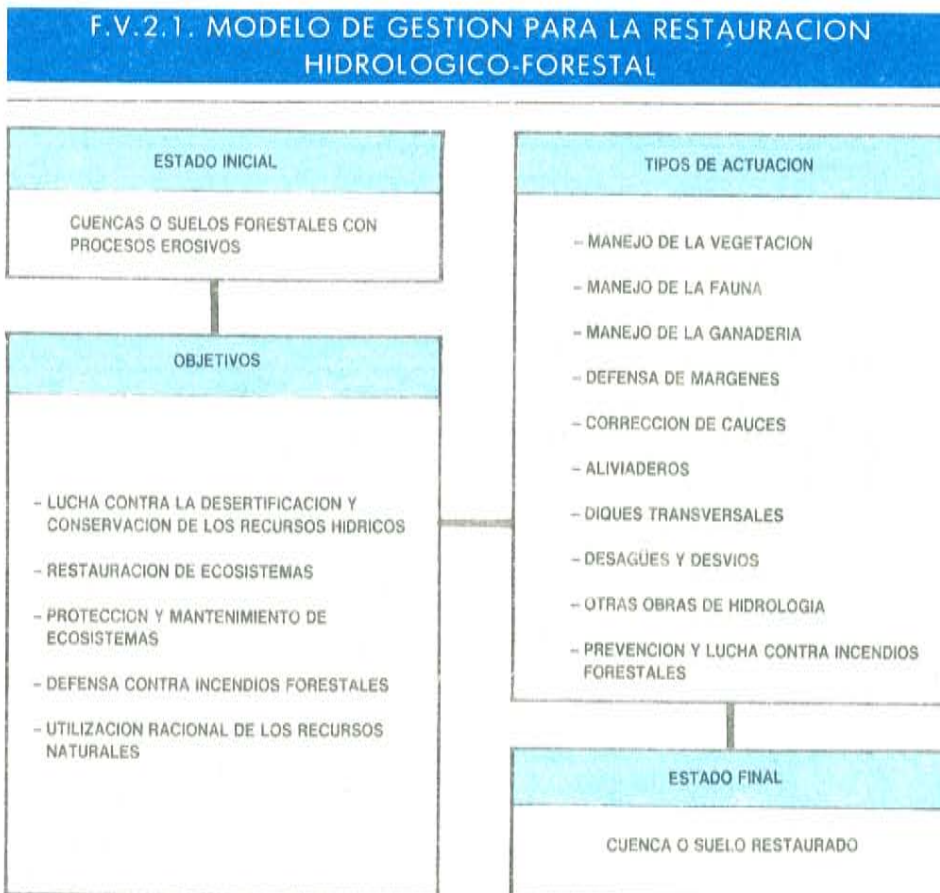 F.V.2.1. MODELO DE GESTION PARA LA RESTAURACION
HIDROLOGICO-FORESTAL
ESTADO INICIAL
CUENCAS O SUELOS FORESTALES CON
PROCESOS EROSIVOS
OBJETIVOS
- LUCHA CONTRA LA DESERTIFICACION Y
CONSERVACION DE LOS RECURSOS HIDRICOS
- RESTAURACION DE ECOSISTEMAS
- PROTECCION Y MANTENIMIENTO DE
ECOSISTEMAS
- DEFENSA CONTRA INCENDIOS FORESTALES
- UTILIZACION RACIONAL DE LOS RECURSOS
NATURALES
TIPOS DE ACTUACION
- MANEJO DE LA VEGETACION
- MANEJO DE LA FAUNA
- MANEJO DE LA GANADERIA
- DEFENSA DE MARGENES
- CORRECCION DE CAUCES
- ALIVIADEROS
- DIQUES TRANSVERSALES
- DESAGÜES Y DESVIOS
- OTRAS OBRAS DE HIDROLOGIA
- PREVENCION Y LUCHA CONTRA INCENDIOS
FORESTALES
ESTADO FINAL
CUENCA O SUELO RESTAURADO